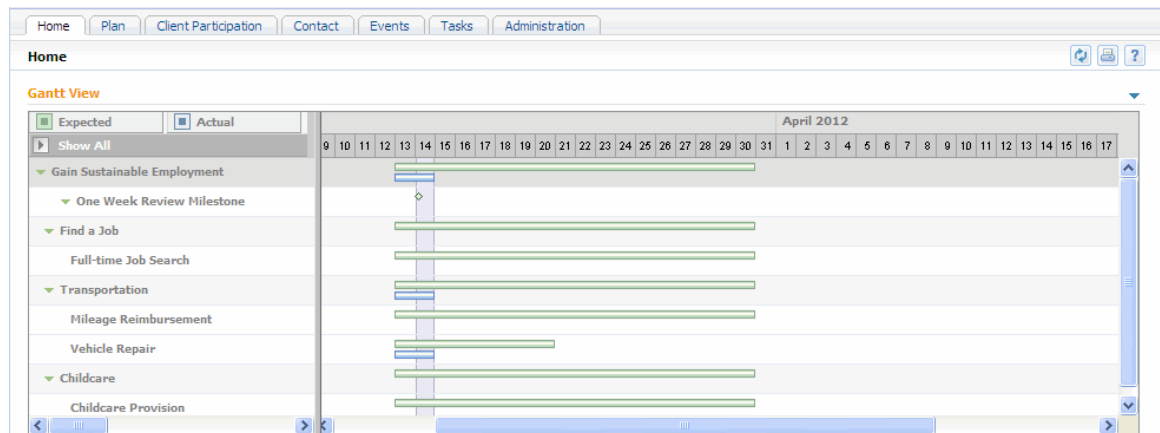 Home Plan Client Participation Contact Events Tasks Administration
Home ?
Gantt View
Expected Actual April 2012
Show All 9 10 11 12 13 14 15 16 17 18 19 20 21 22 23 24 25 26 27 28 29 30 31 1 2 3 4 5 6 7 8 9 10 11 12 13 14 15 16 17
Gain Sustainable Employment
One Week Review Milestone
Find a Job
Full-time Job Search
Transportation
Mileage Reimbursement
Vehicle Repair
Childcare
Childcare Provision